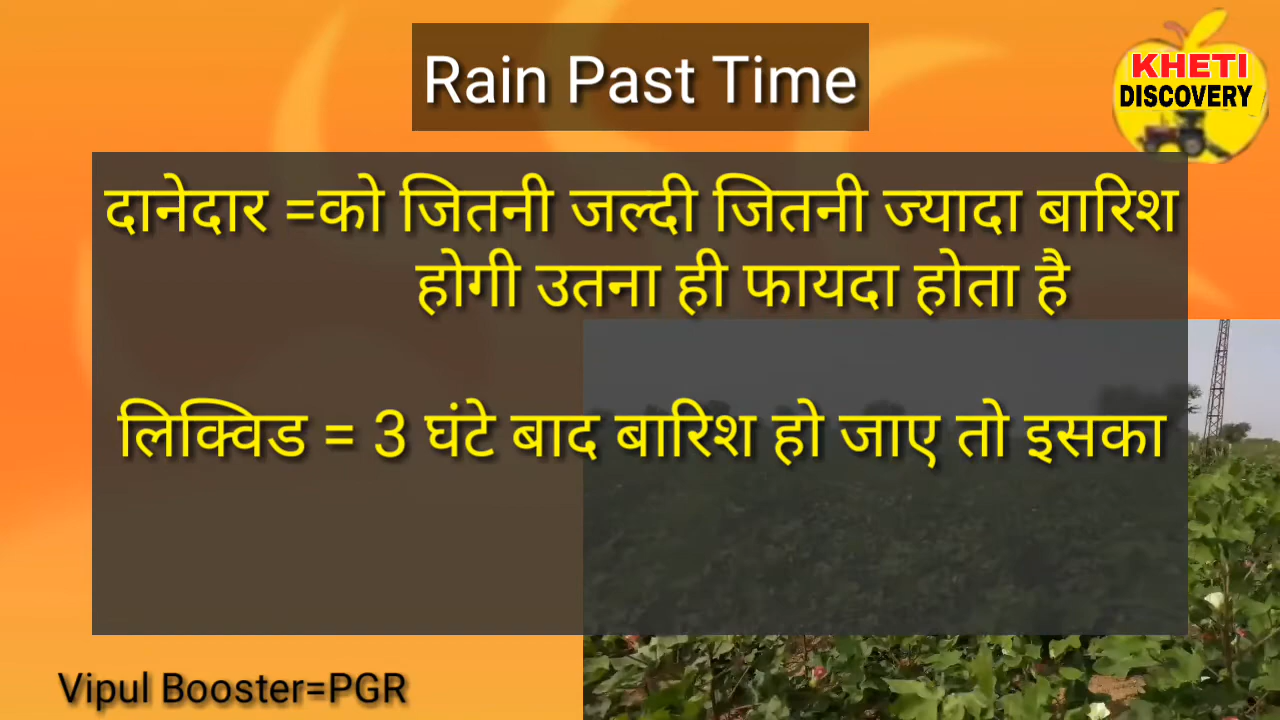 Rain Past Time
KHETI
DISCOVERY
दानेदार =को जितनी जल्दी जितनी ज्यादा बारिश
होगी उतना ही फायदा होता है
लिक्विड = 3 घंटे बाद बारिश हो जाए तो इसका
Vipul Booster=PGR